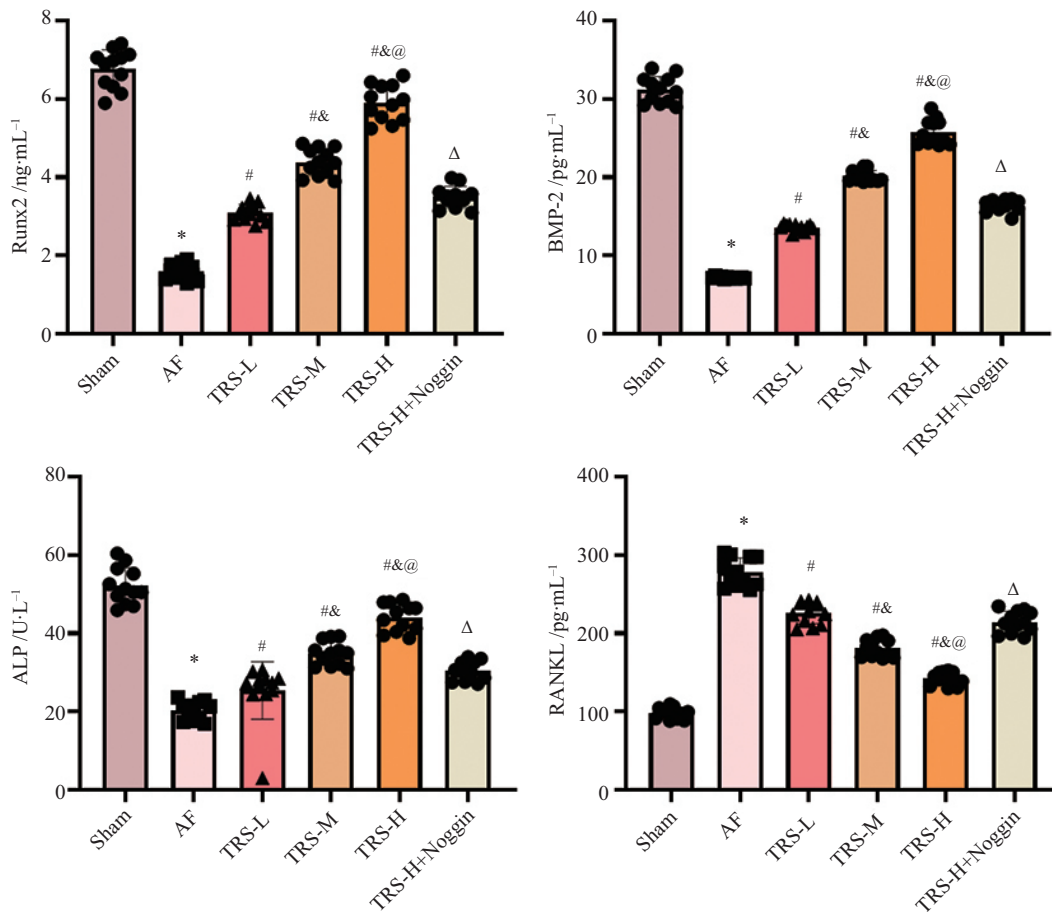 Runx2 /ng·mL⁻¹
8
6
4
2
0
*
#
#&
#&@
Δ
Sham
AF
TRS-L
TRS-M
TRS-H
TRS-H+Noggin
BMP-2 /pg·mL⁻¹
40
30
20
10
0
*
#
#&
#&@
Δ
Sham
AF
TRS-L
TRS-M
TRS-H
TRS-H+Noggin
ALP /U·L⁻¹
80
60
40
20
0
*
#
#&
#&@
Δ
Sham
AF
TRS-L
TRS-M
TRS-H
TRS-H+Noggin
RANKL /pg·mL⁻¹
400
300
200
100
0
*
#
#&
#&@
Δ
Sham
AF
TRS-L
TRS-M
TRS-H
TRS-H+Noggin